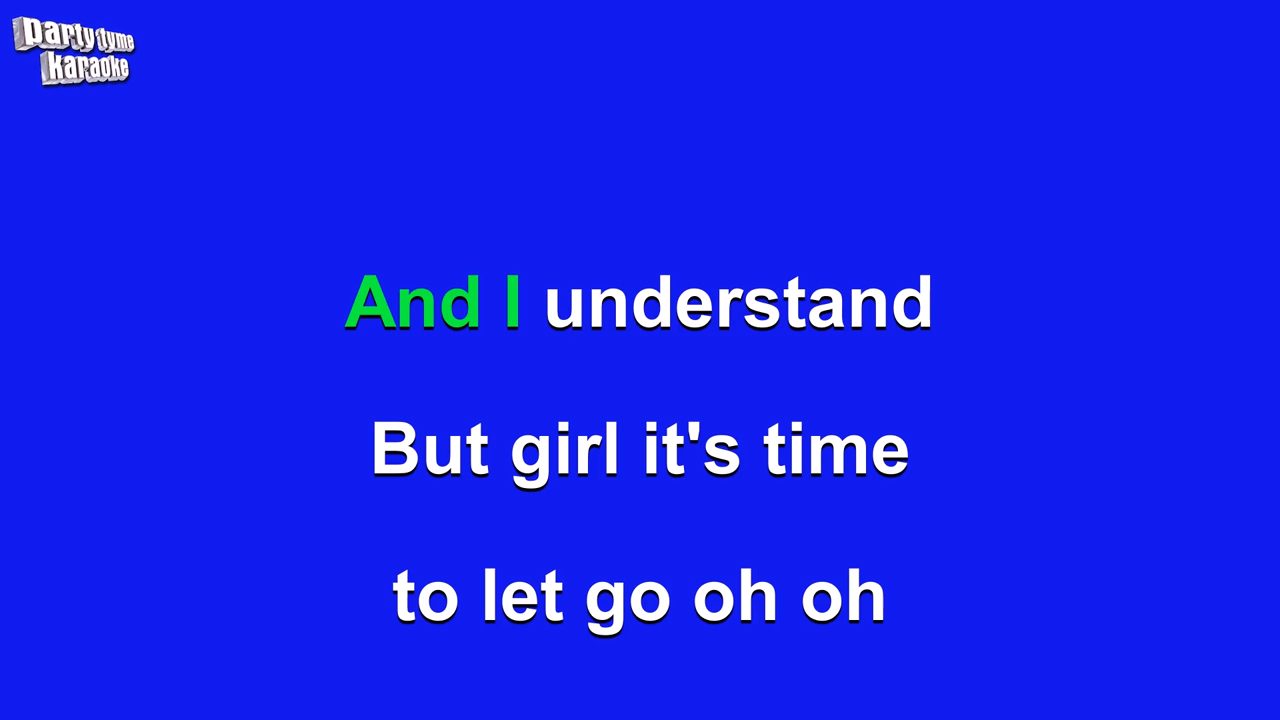 party tyme
karaoke
And I understand
But girl it's time
to let go oh oh